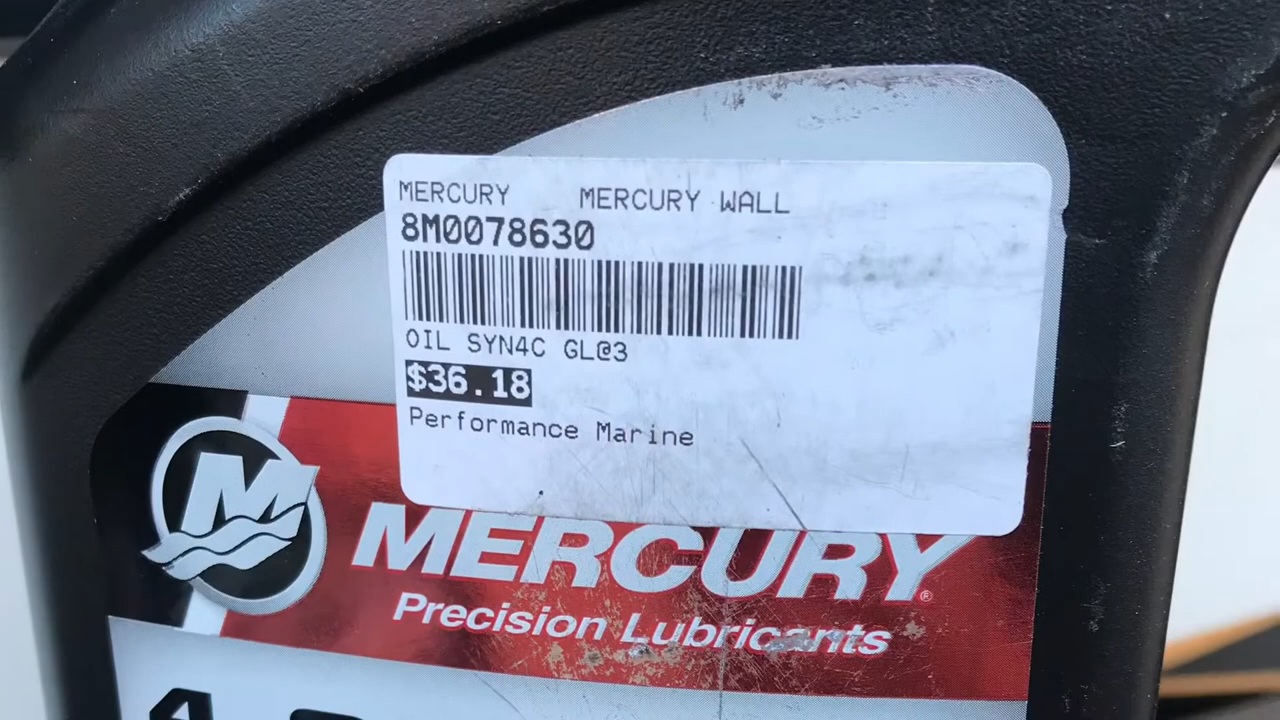 MERCURY MERCURY WALL
8M0078630
OIL SYN4C GL@3
$36.18
Performance Marine
M
MERCURY®
Precision Lubricants